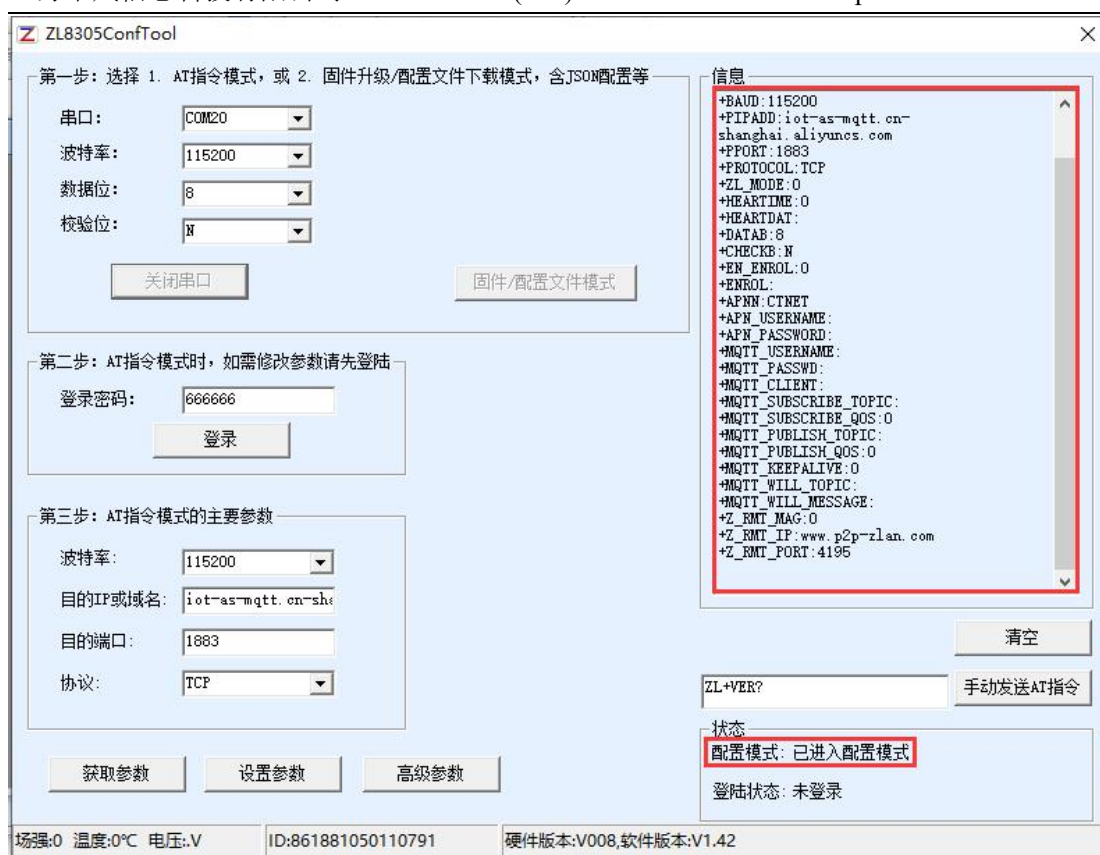 ZL8305ConfTool
第一步：选择 1. AT指令模式，或 2. 固件升级/配置文件下载模式，含JSON配置等
串口：
COM20
波特率：
115200
数据位：
8
校验位：
N
关闭串口
固件/配置文件模式
第二步：AT指令模式时，如需修改参数请先登陆
登录密码：
666666
登录
第三步：AT指令模式的主要参数
波特率：
115200
目的IP或域名：
iot-as-mqtt.cn-sha
目的端口：
1883
协议：
TCP
获取参数
设置参数
高级参数
信息
+BAUD:115200
+PIPADD:iot-as-mqtt.cn-
shanghai.aliyuncs.com
+PPORT:1883
+PROTOCOL:TCP
+ZL_MODE:0
+HEARTIME:0
+HEARTDAT:
+DATAB:8
+CHECKB:N
+EN_ENROL:0
+ENROL:
+APNN:CTNET
+APN_USERNAME:
+APN_PASSWORD:
+MQTT_USERNAME:
+MQTT_PASSWD:
+MQTT_CLIENT:
+MQTT_SUBSCRIBE_TOPIC:
+MQTT_SUBSCRIBE_QOS:0
+MQTT_PUBLISH_TOPIC:
+MQTT_PUBLISH_QOS:0
+MQTT_KEEPALIVE:0
+MQTT_WILL_TOPIC:
+MQTT_WILL_MESSAGE:
+Z_RMT_MAG:0
+Z_RMT_IP:www.p2p-zlan.com
+Z_RMT_PORT:4195
清空
ZL+VER?
手动发送AT指令
状态
配置模式：已进入配置模式
登陆状态：未登录
场强:0 温度:0℃ 电压:.V
ID:861881050110791
硬件版本:V008,软件版本:V1.42